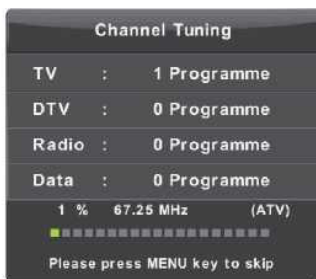 Channel Tuning
TV : 1 Programme
DTV : 0 Programme
Radio : 0 Programme
Data : 0 Programme
1 % 67.25 MHz (ATV)
Please press MENU key to skip